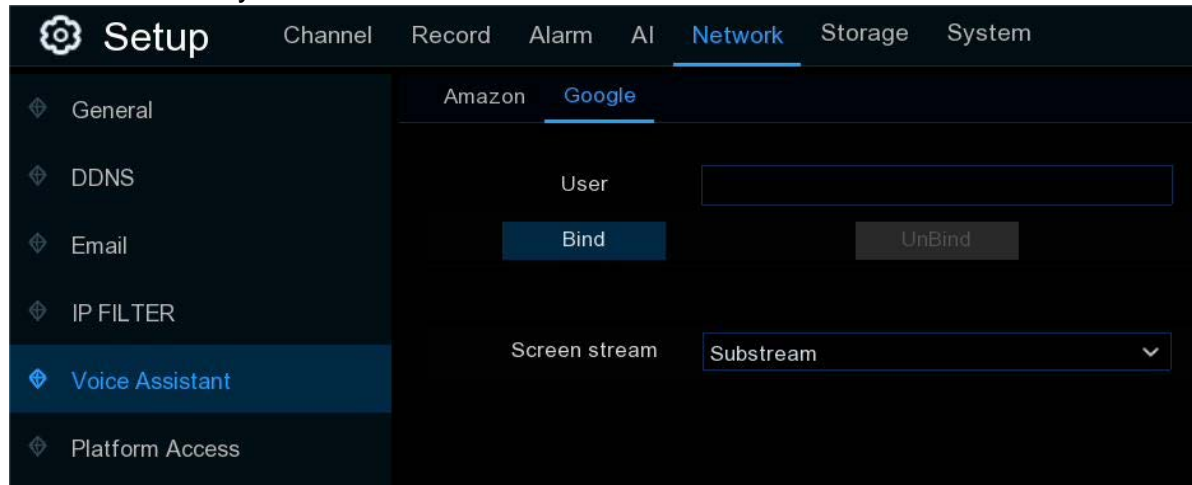 Setup Channel Record Alarm AI Network Storage System
General
Amazon Google
DDNS
User
Email
Bind UnBind
IP FILTER
Screen stream Substream
Voice Assistant
Platform Access